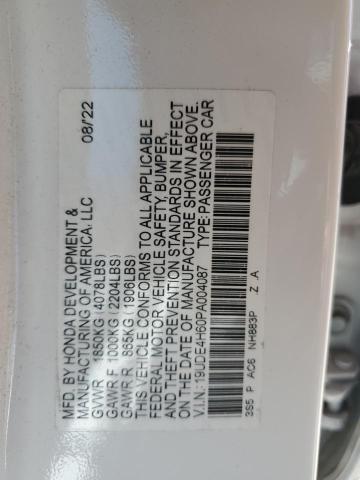 MFD. BY HONDA DEVELOPMENT & 08/'22
MANUFACTURING OF AMERICA, LLC
GVWR 1850KG (4078LBS)
GAWR F 1000KG (2204LBS)
GAWR R 865KG (1906LBS)
THIS VEHICLE CONFORMS TO ALL APPLICABLE
FEDERAL MOTOR VEHICLE SAFETY, BUMPER,
AND THEFT PREVENTION STANDARDS IN EFFECT
ON THE DATE OF MANUFACTURE SHOWN ABOVE.
V.I.N.:19UDE4H60PA004087 TYPE:PASSENGER CAR
3S5 P AC6 NH883P Z A